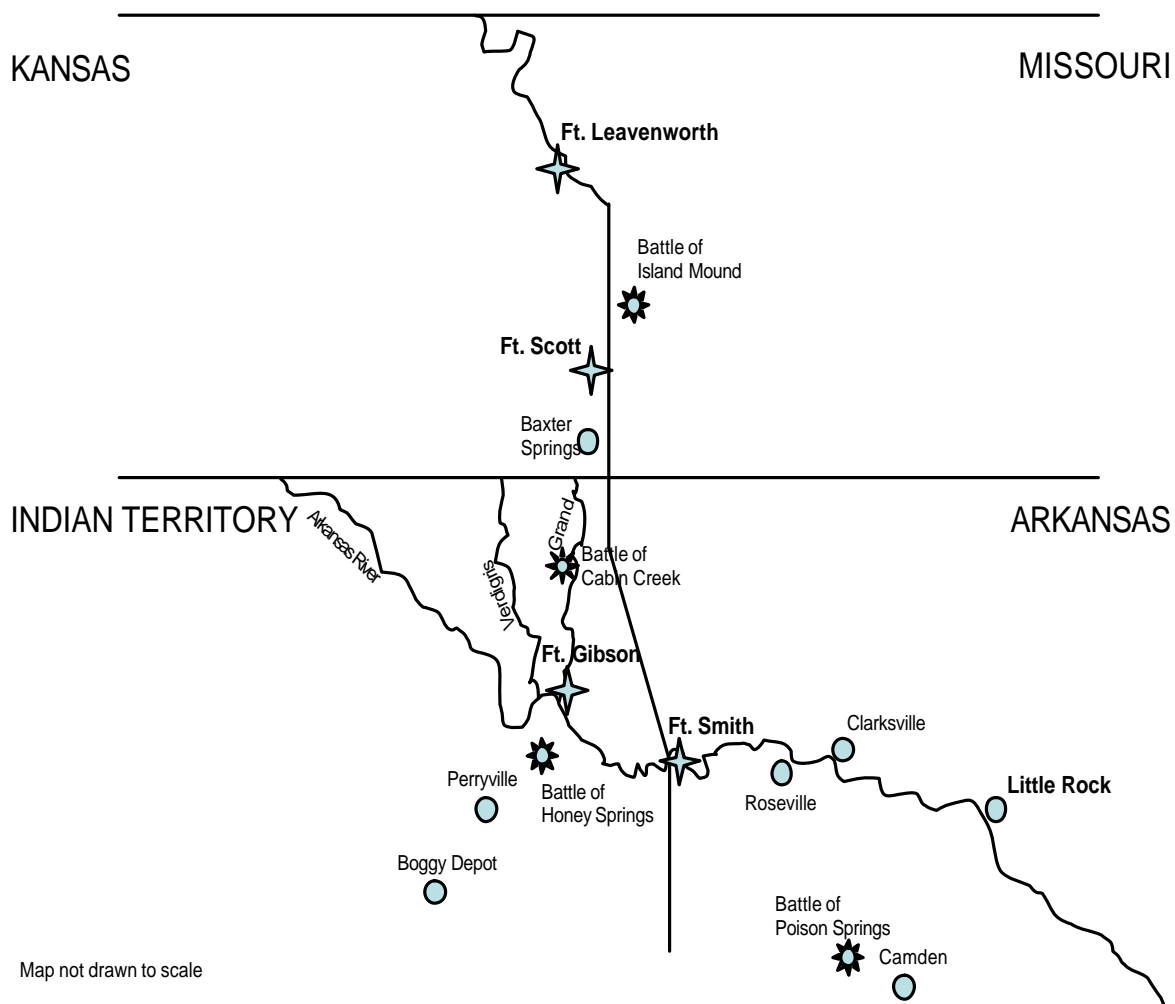 KANSAS
MISSOURI
Ft. Leavenworth
Battle of
Island Mound
Ft. Scott
Baxter
Springs
INDIAN TERRITORY
ARKANSAS
Arkansas River
Verdigris
Grand
Battle of
Cabin Creek
Ft. Gibson
Ft. Smith
Clarksville
Perryville
Battle of
Honey Springs
Roseville
Little Rock
Boggy Depot
Battle of
Poison Springs
Camden
Map not drawn to scale